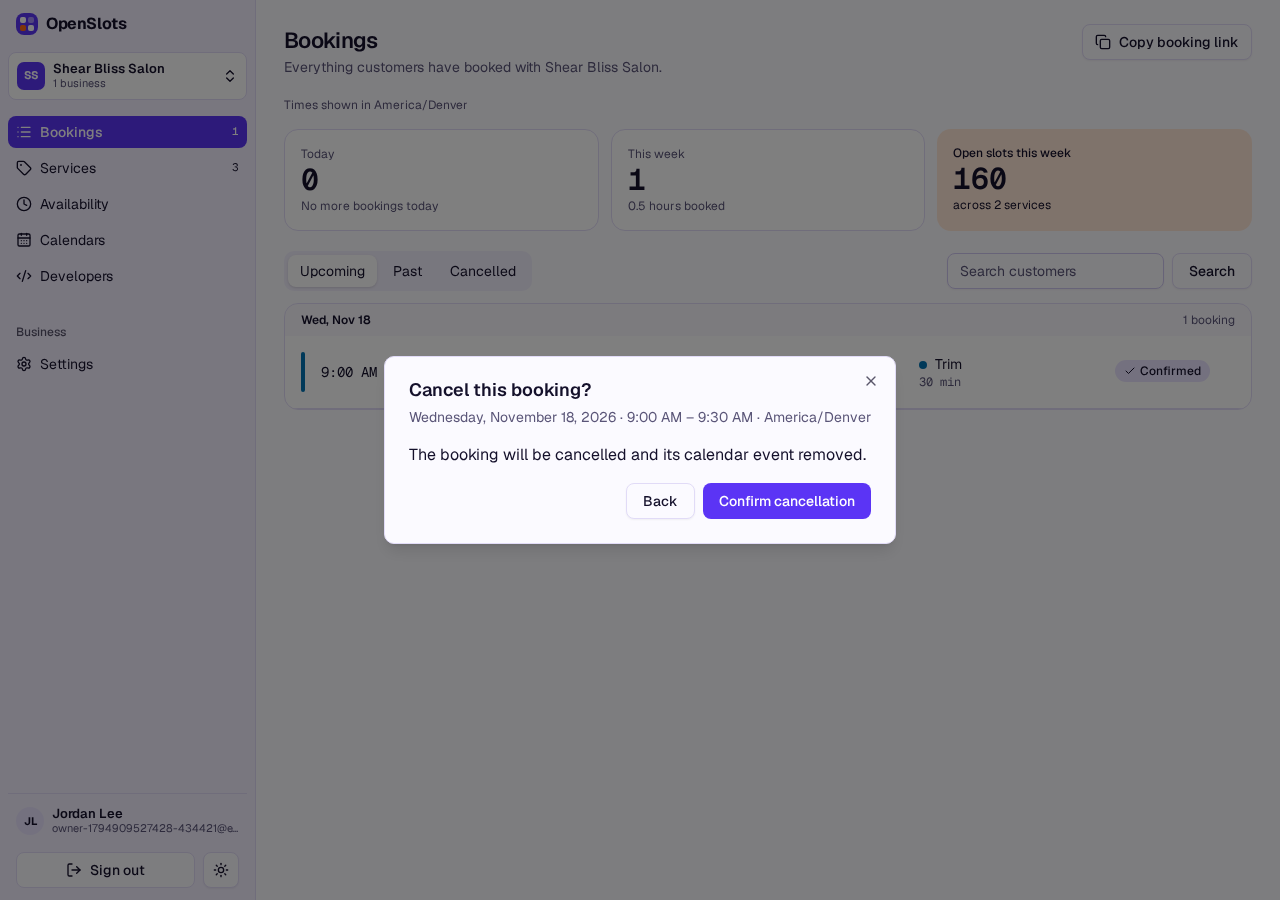 OpenSlots
SS
Shear Bliss Salon
1 business
Bookings 1
Services 3
Availability
Calendars
Developers
Business
Settings
JL
Jordan Lee
owner-1794909527428-434421@e...
Sign out
Bookings
Everything customers have booked with Shear Bliss Salon.
Copy booking link
Times shown in America/Denver
Today
0
No more bookings today
This week
1
0.5 hours booked
Open slots this week
160
across 2 services
Upcoming Past Cancelled
Search customers Search
Wed, Nov 18 1 booking
9:00 AM
Trim
30 min
Confirmed
Cancel this booking?
Wednesday, November 18, 2026 · 9:00 AM – 9:30 AM · America/Denver
The booking will be cancelled and its calendar event removed.
Back Confirm cancellation